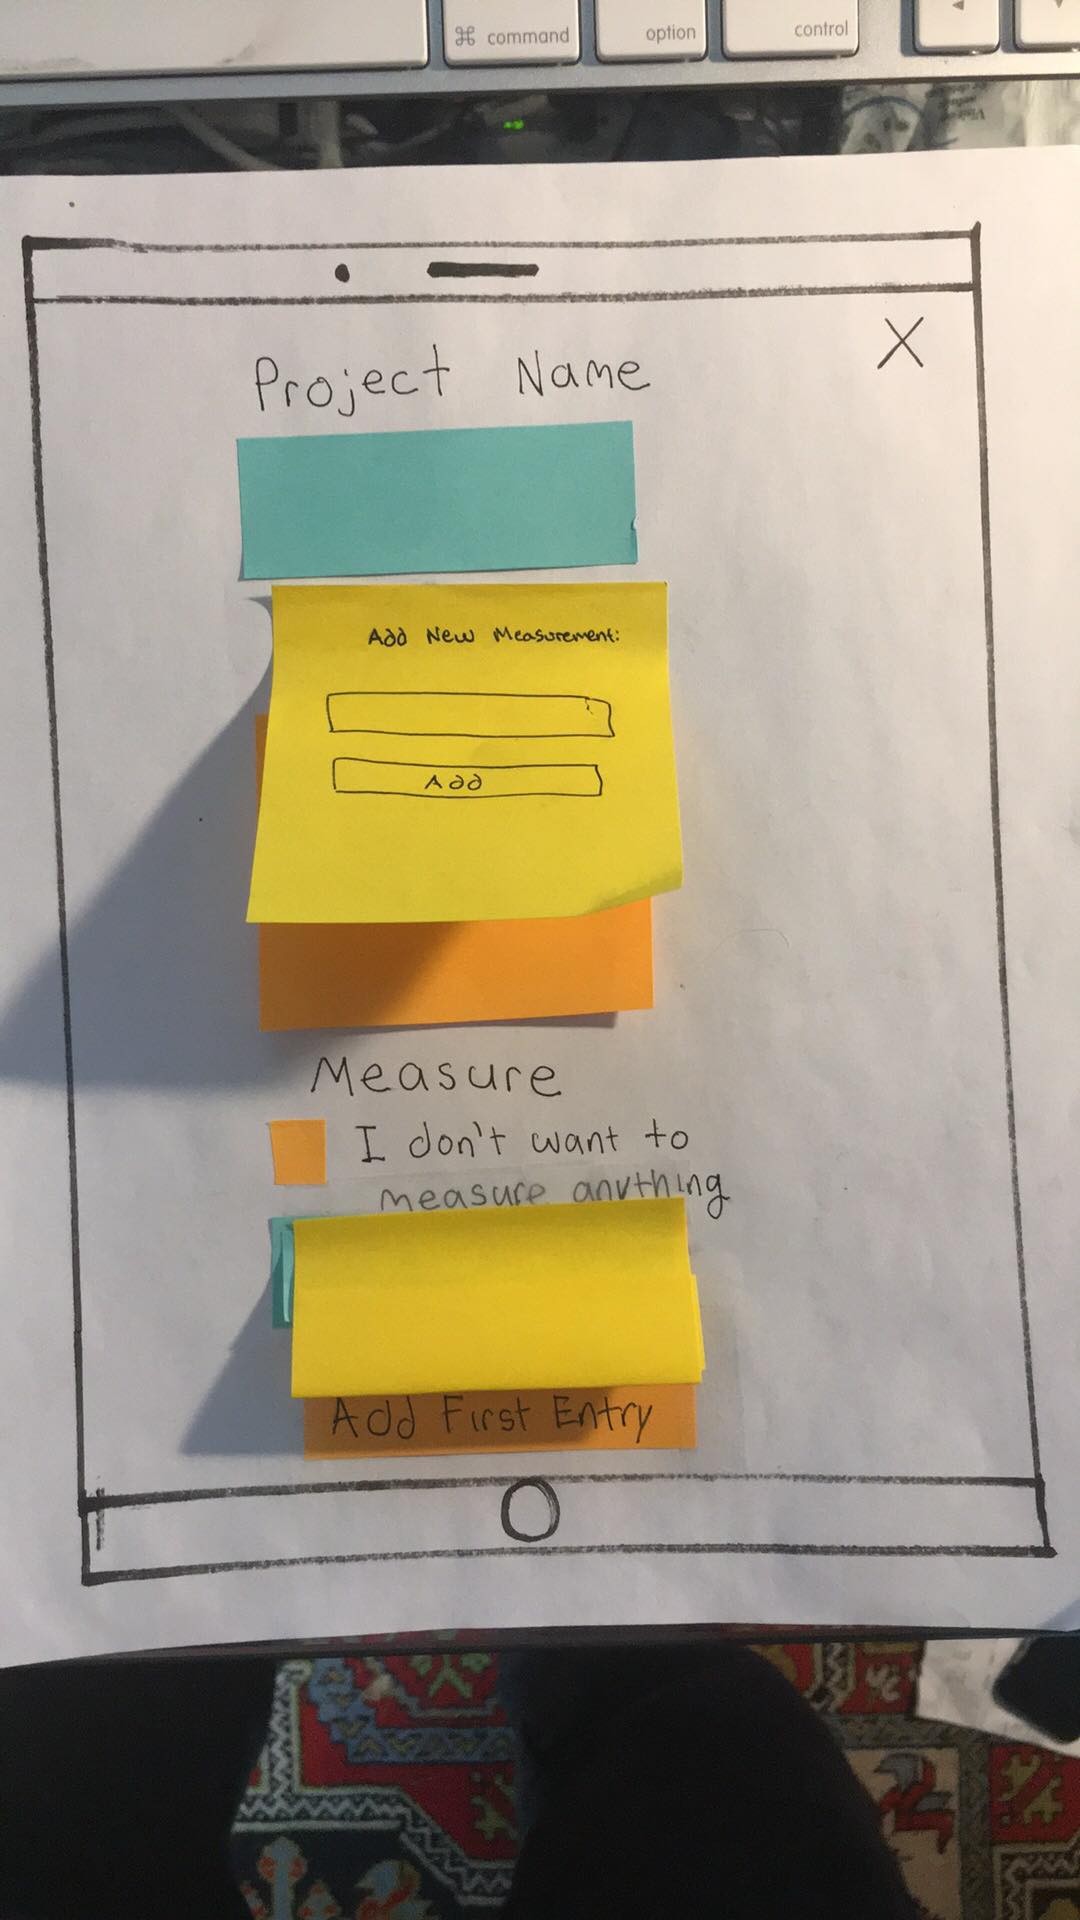 ⌘ command option control
Project Name
X
Add New Measurement:
Add
Measure
I don't want to
measure anything
Add First Entry